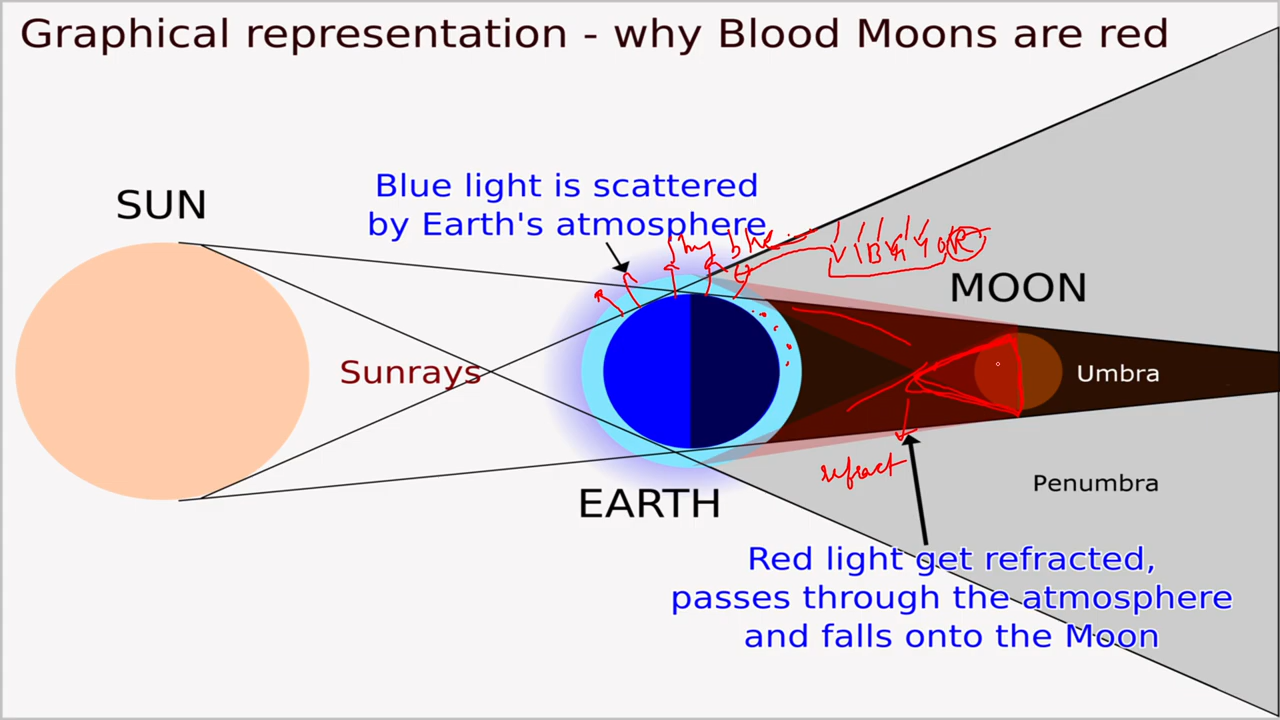 Graphical representation - why Blood Moons are red
SUN
Blue light is scattered
by Earth's atmosphere
MOON
Sunrays
Umbra
refract
Penumbra
EARTH
Red light get refracted,
passes through the atmosphere
and falls onto the Moon